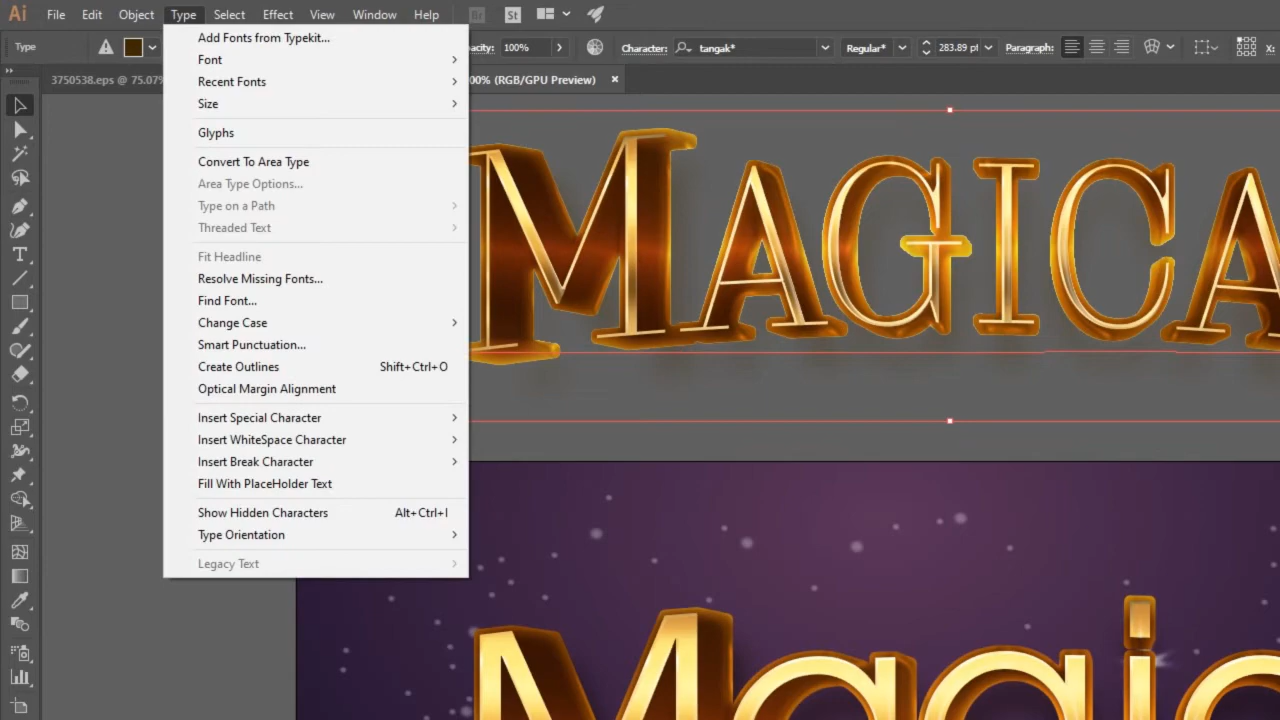 Ai File Edit Object Type Select Effect View Window Help Br St
Type acity: 100% Character: tangak* Regular* 283.89 pt Paragraph: X:
3750538.eps @ 75.079 00% (RGB/GPU Preview) ×
Add Fonts from Typekit...
Font
Recent Fonts
Size
Glyphs
Convert To Area Type
Area Type Options...
Type on a Path
Threaded Text
Fit Headline
Resolve Missing Fonts...
Find Font...
Change Case
Smart Punctuation...
Create Outlines Shift+Ctrl+O
Optical Margin Alignment
Insert Special Character
Insert WhiteSpace Character
Insert Break Character
Fill With PlaceHolder Text
Show Hidden Characters Alt+Ctrl+I
Type Orientation
Legacy Text
MAGICA
Magic